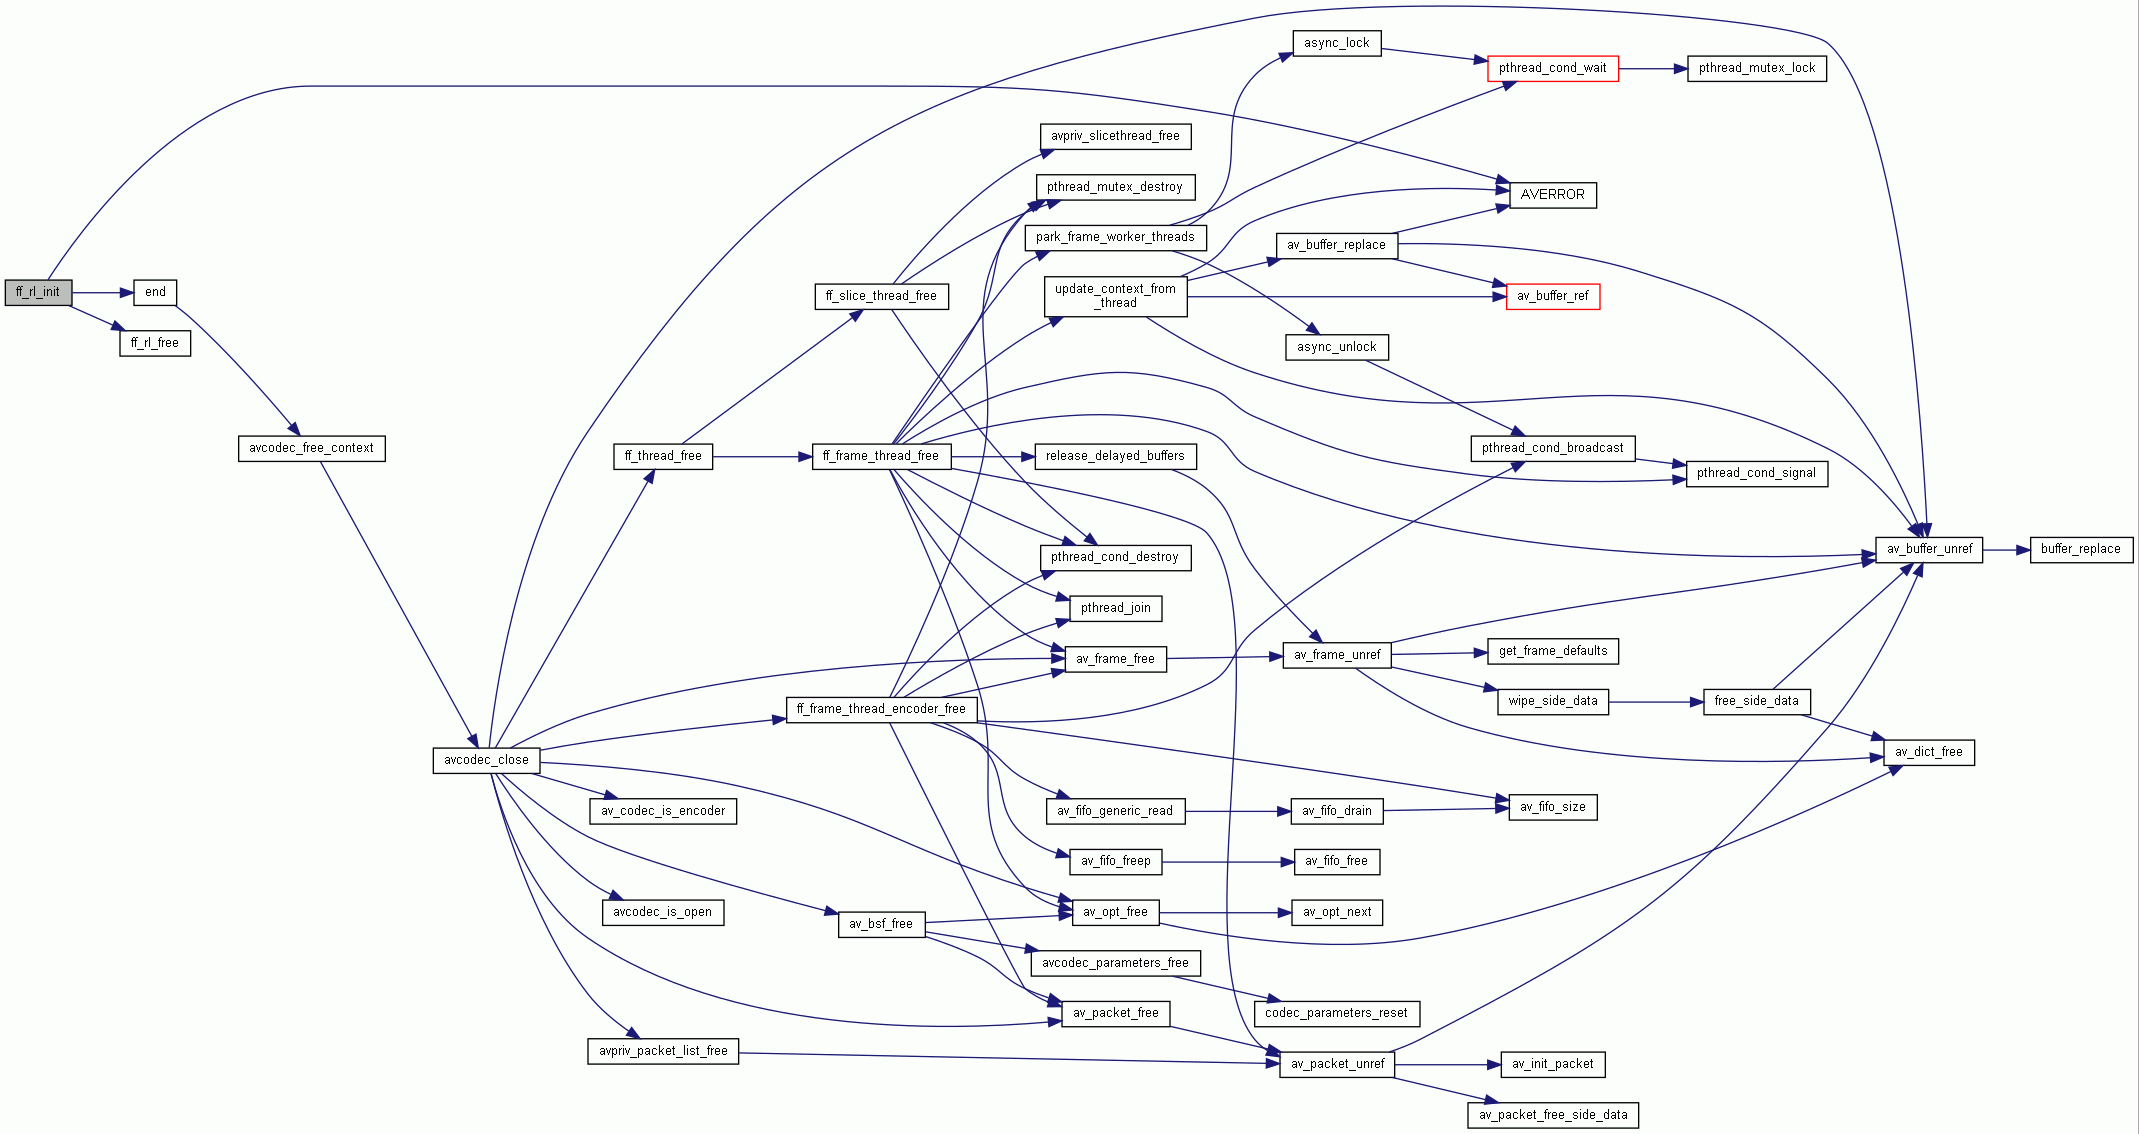 ff_rl_init
end
ff_rl_free
avcodec_free_context
avcodec_close
ff_thread_free
av_codec_is_encoder
avcodec_is_open
avpriv_packet_list_free
ff_slice_thread_free
ff_frame_thread_free
ff_frame_thread_encoder_free
av_bsf_free
avpriv_slicethread_free
pthread_mutex_destroy
park_frame_worker_threads
update_context_from
_thread
release_delayed_buffers
pthread_cond_destroy
pthread_join
av_frame_free
av_fifo_generic_read
av_fifo_freep
av_opt_free
avcodec_parameters_free
av_packet_free
async_lock
av_buffer_replace
async_unlock
av_frame_unref
av_fifo_drain
av_fifo_free
av_opt_next
codec_parameters_reset
av_packet_unref
pthread_cond_wait
AVERROR
av_buffer_ref
pthread_cond_broadcast
get_frame_defaults
wipe_side_data
av_fifo_size
av_init_packet
av_packet_free_side_data
pthread_mutex_lock
pthread_cond_signal
free_side_data
av_buffer_unref
av_dict_free
buffer_replace